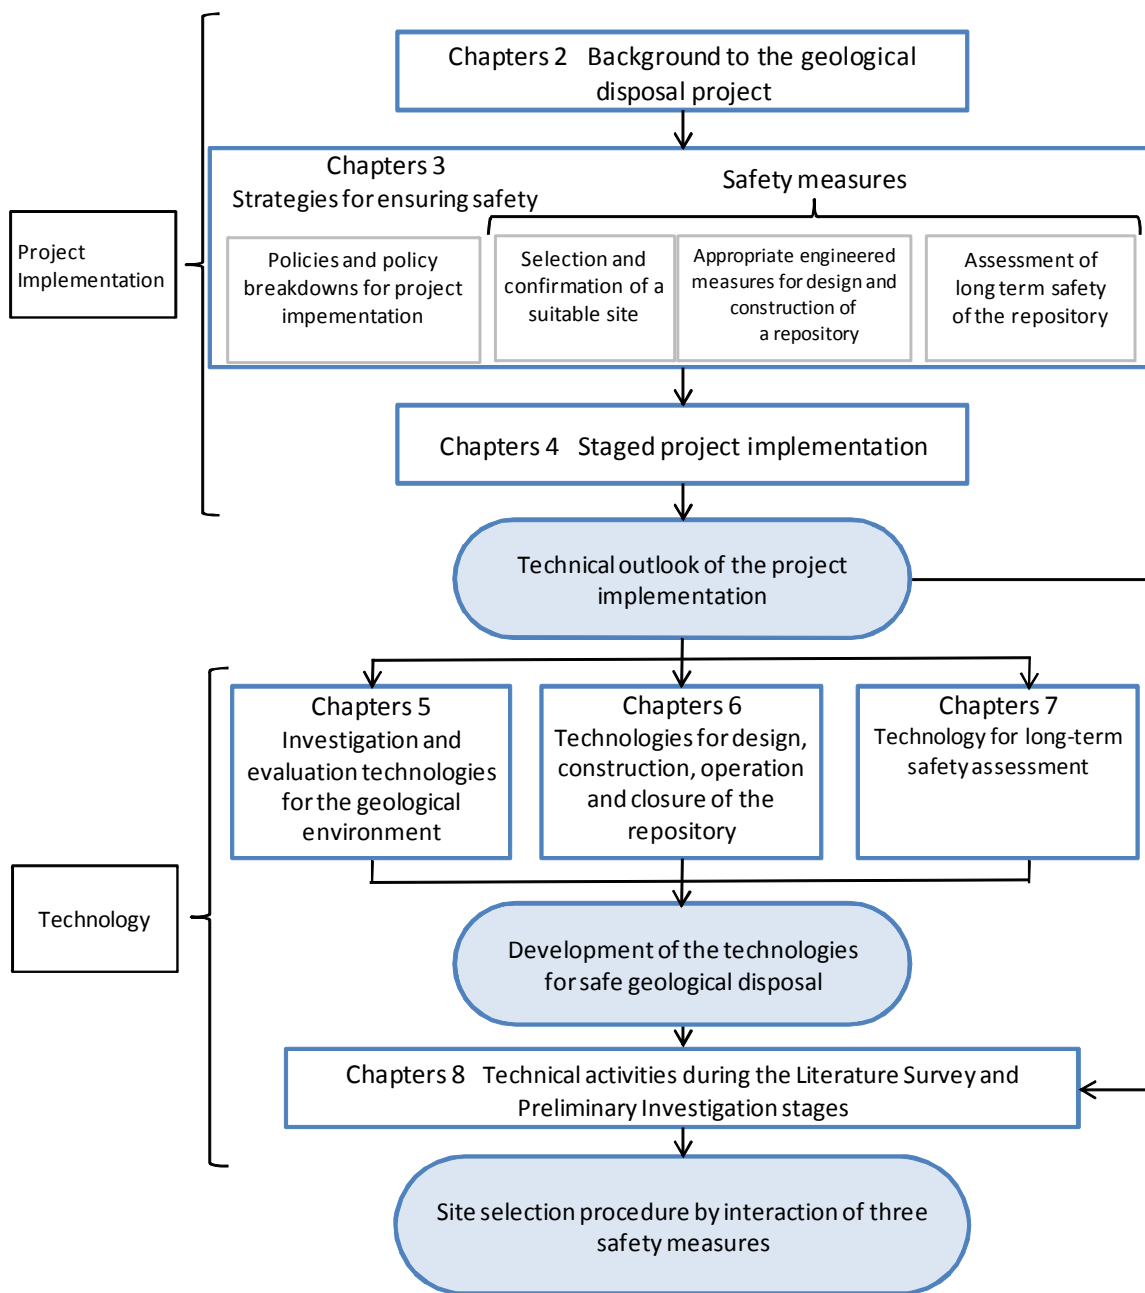 Chapters 2 Background to the geological
disposal project
Chapters 3
Strategies for ensuring safety
Safety measures
Project
Implementation
Policies and policy
breakdowns for project
impementation
Selection and
confirmation of a
suitable site
Appropriate engineered
measures for design and
construction of
a repository
Assessment of
long term safety
of the repository
Chapters 4 Staged project implementation
Technical outlook of the project
implementation
Chapters 5
Investigation and
evaluation technologies
for the geological
environment
Chapters 6
Technologies for design,
construction, operation
and closure of the
repository
Chapters 7
Technology for long-term
safety assessment
Technology
Development of the technologies
for safe geological disposal
Chapters 8 Technical activities during the Literature Survey and
Preliminary Investigation stages
Site selection procedure by interaction of three
safety measures